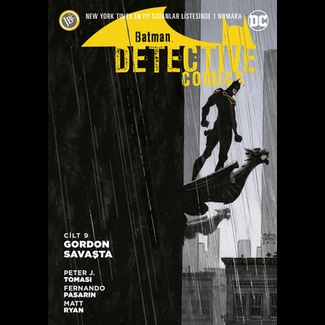 NEW YORK TIMES EN İYİ SATANLAR LİSTESİNDE 1 NUMARA
DC
Batman
DETECTIVE
COMICS
CİLT 9
GORDON
SAVAŞTA
PETER J.
TOMASI
FERNANDO
PASARIN
MATT
RYAN